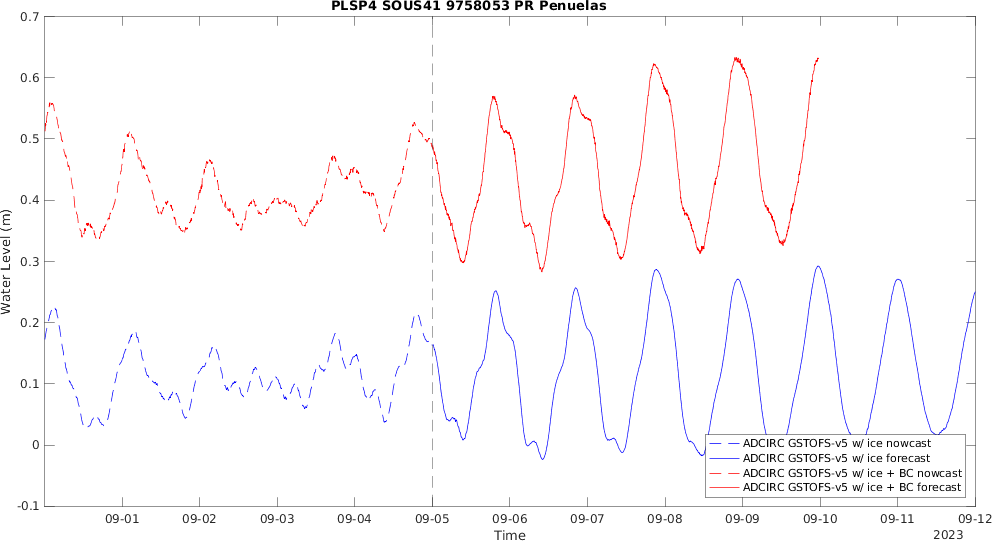 PLSP4 SOUS41 9758053 PR Penuelas
0.7
0.6
0.5
0.4
0.3
0.2
0.1
0
-0.1
Water Level (m)
ADCIRC GSTOFS-v5 w/ ice nowcast
ADCIRC GSTOFS-v5 w/ ice forecast
ADCIRC GSTOFS-v5 w/ ice + BC nowcast
ADCIRC GSTOFS-v5 w/ ice + BC forecast
09-01 09-02 09-03 09-04 09-05 09-06 09-07 09-08 09-09 09-10 09-11 09-12
Time
2023